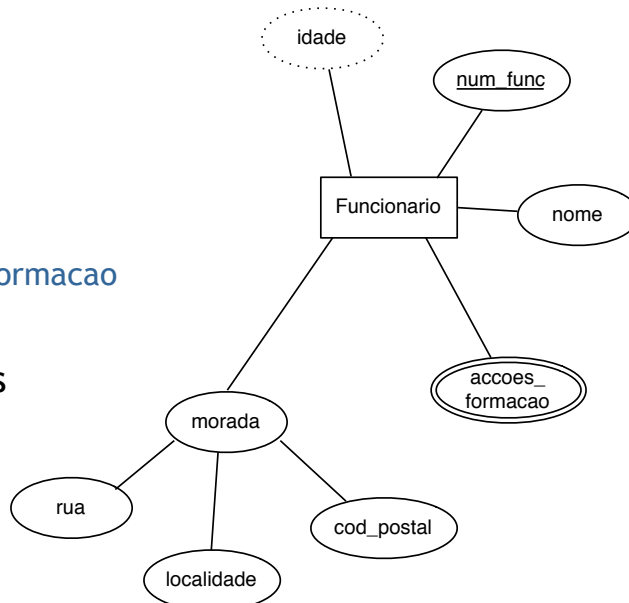 idade
num_func
Funcionario
nome
ormacao
s
accoes_
formacao
morada
rua
cod_postal
localidade